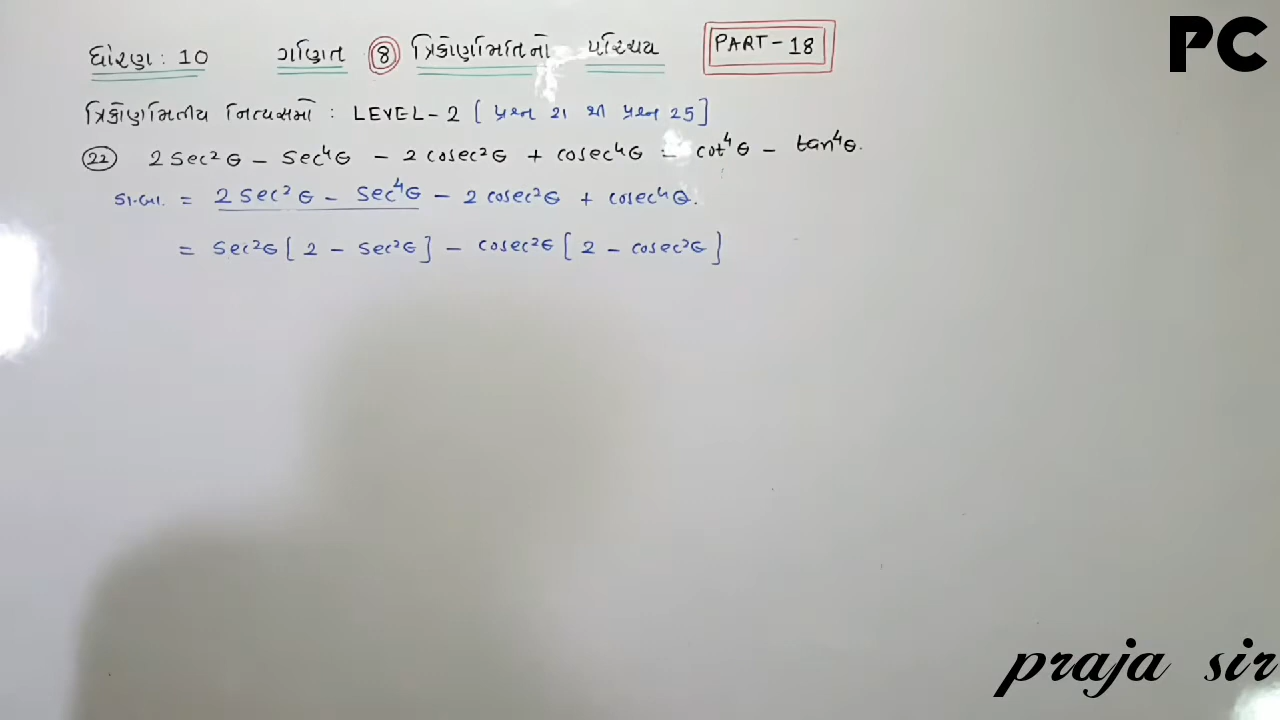 ધોરણ : 10 ગણિત 8 ત્રિકોણમિતિનો પરિચય PART - 18
PC
ત્રિકોણમિતીય નિત્યસમો : LEVEL - 2 [ પ્રશ્ન 21 થી પ્રશ્ન 25 ]
22 2 sec²θ - sec⁴θ - 2 cosec²θ + cosec⁴θ = cot⁴θ - tan⁴θ.
ડા.બા. = 2 sec²θ - sec⁴θ - 2 cosec²θ + cosec⁴θ.
= sec²θ [ 2 - sec²θ ] - cosec²θ [ 2 - cosec²θ ]
praja sir